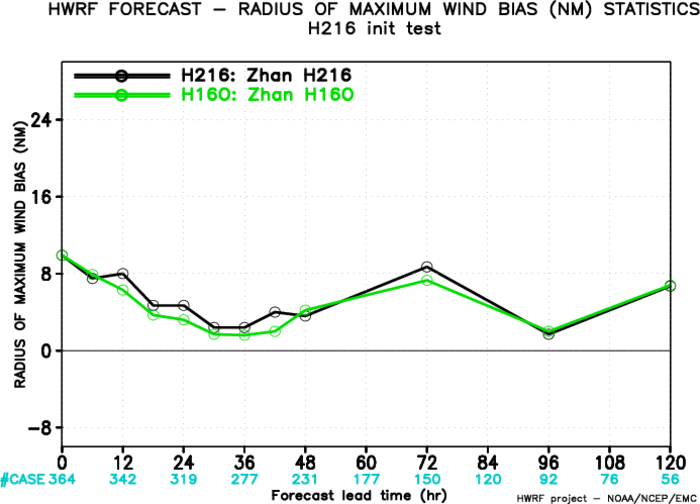 HWRF FORECAST − RADIUS OF MAXIMUM WIND BIAS (NM) STATISTICS
H216 init test
H216: Zhan H216
H160: Zhan H160
RADIUS OF MAXIMUM WIND BIAS (NM)
24
16
8
0
−8
0 12 24 36 48 60 72 84 96 108 120
#CASE 364 342 319 277 231 177 150 120 92 76 56
Forecast lead time (hr)
HWRF project − NOAA/NCEP/EMC